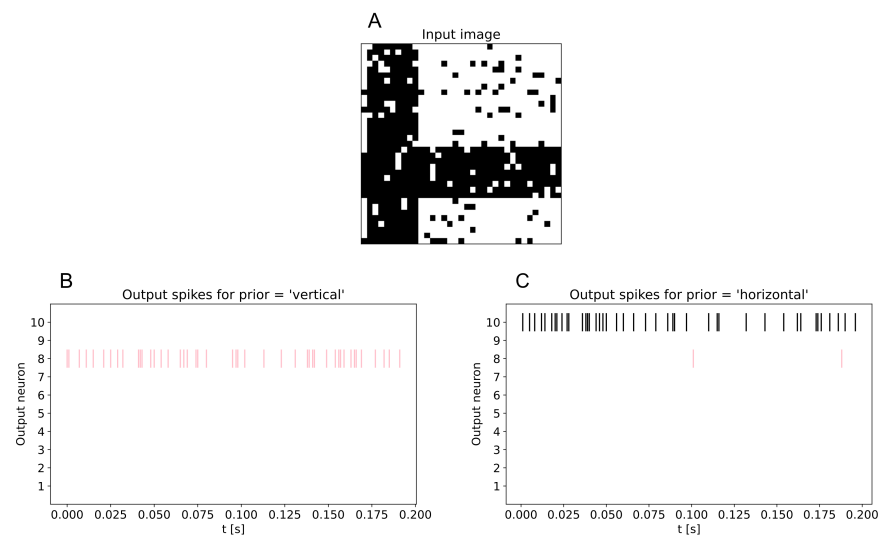 A
Input image
B
Output spikes for prior = 'vertical'
Output neuron
10
9
8
7
6
5
4
3
2
1
0.000 0.025 0.050 0.075 0.100 0.125 0.150 0.175 0.200
t [s]
C
Output spikes for prior = 'horizontal'
Output neuron
10
9
8
7
6
5
4
3
2
1
0.000 0.025 0.050 0.075 0.100 0.125 0.150 0.175 0.200
t [s]